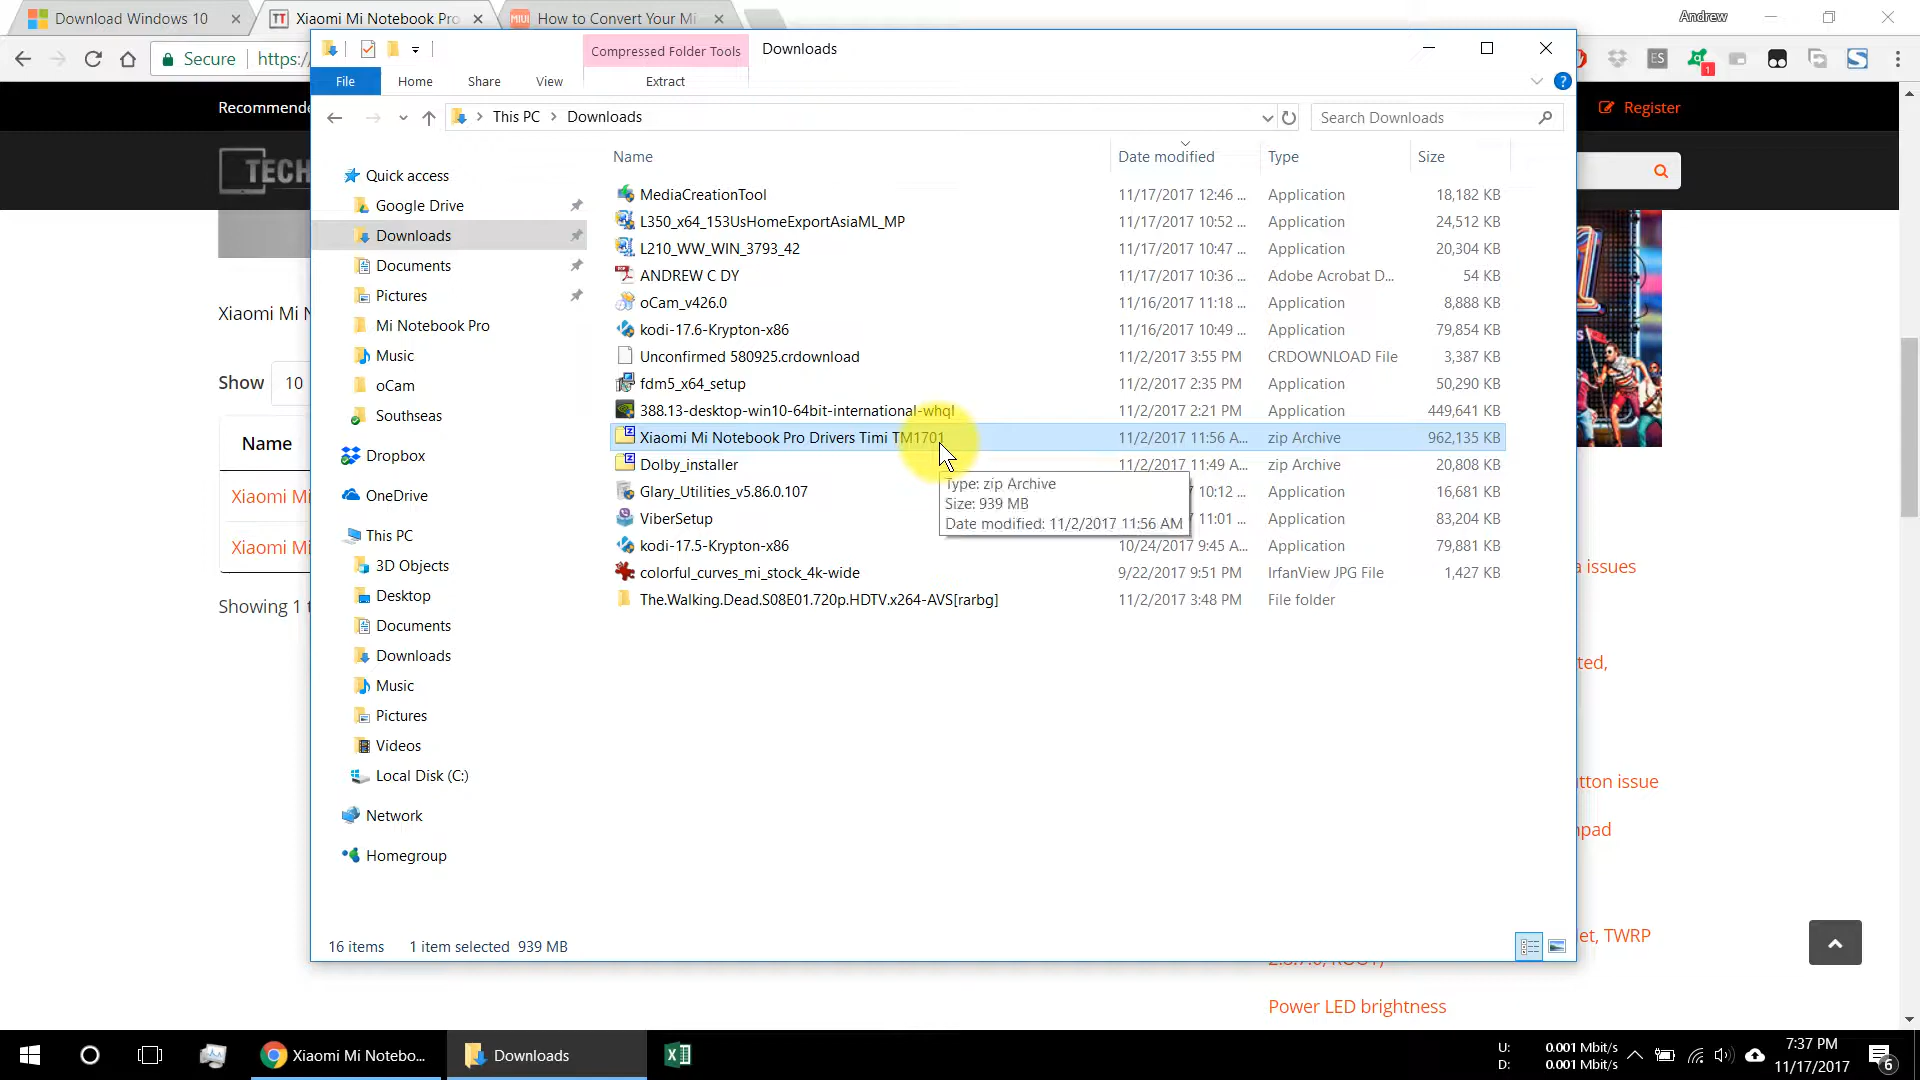 Download Windows 10
Xiaomi Mi Notebook Pro
How to Convert Your Mi
Andrew
Secure
https:/
Compressed Folder Tools
Downloads
File
Home
Share
View
Extract
This PC
Downloads
Search Downloads
Recommende
Register
TECH
Name
Date modified
Type
Size
Quick access
Google Drive
Downloads
Documents
Pictures
Mi Notebook Pro
Music
oCam
Southseas
Dropbox
OneDrive
This PC
3D Objects
Desktop
Documents
Downloads
Music
Pictures
Videos
Local Disk (C:)
Network
Homegroup
MediaCreationTool 11/17/2017 12:46 ... Application 18,182 KB
L350_x64_153UsHomeExportAsiaML_MP 11/17/2017 10:52 ... Application 24,512 KB
L210_WW_WIN_3793_42 11/17/2017 10:47 ... Application 20,304 KB
ANDREW C DY 11/17/2017 10:36 ... Adobe Acrobat D... 54 KB
oCam_v426.0 11/16/2017 11:18 ... Application 8,888 KB
kodi-17.6-Krypton-x86 11/16/2017 10:49 ... Application 79,854 KB
Unconfirmed 580925.crdownload 11/2/2017 3:55 PM CRDOWNLOAD File 3,387 KB
fdm5_x64_setup 11/2/2017 2:35 PM Application 50,290 KB
388.13-desktop-win10-64bit-international-whql 11/2/2017 2:21 PM Application 449,641 KB
Xiaomi Mi Notebook Pro Drivers Timi TM1701 11/2/2017 11:56 A... zip Archive 962,135 KB
Dolby_installer 11/2/2017 11:49 A... zip Archive 20,808 KB
Glary_Utilities_v5.86.0.107 10:12 ... Application 16,681 KB
ViberSetup 11:01 ... Application 83,204 KB
kodi-17.5-Krypton-x86 10/24/2017 9:45 A... Application 79,881 KB
colorful_curves_mi_stock_4k-wide 9/22/2017 9:51 PM IrfanView JPG File 1,427 KB
The.Walking.Dead.S08E01.720p.HDTV.x264-AVS[rarbg] 11/2/2017 3:48 PM File folder
Type: zip Archive
Size: 939 MB
Date modified: 11/2/2017 11:56 AM
16 items 1 item selected 939 MB
Xiaomi Mi N
Show 10
Name
Xiaomi Mi
Xiaomi Mi
Showing 1 t
a issues
ted,
tton issue
pad
et, TWRP
Power LED brightness
Xiaomi Mi Notebo...
Downloads
U: 0.001 Mbit/s
D: 0.001 Mbit/s
7:37 PM
11/17/2017
6